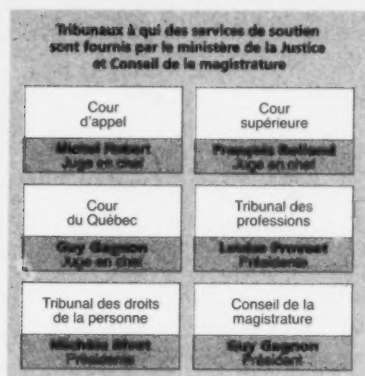 Tribunaux à qui des services de soutien
sont fournis par le ministère de la Justice
et Conseil de la magistrature
Cour
d'appel
Michel Robert
Juge en chef
Cour
supérieure
François Rolland
Juge en chef
Cour
du Québec
Guy Gagnon
Juge en chef
Tribunal des
professions
Louise Provost
Présidente
Tribunal des droits
de la personne
Michèle Rivet
Présidente
Conseil de la
magistrature
Guy Gagnon
Président